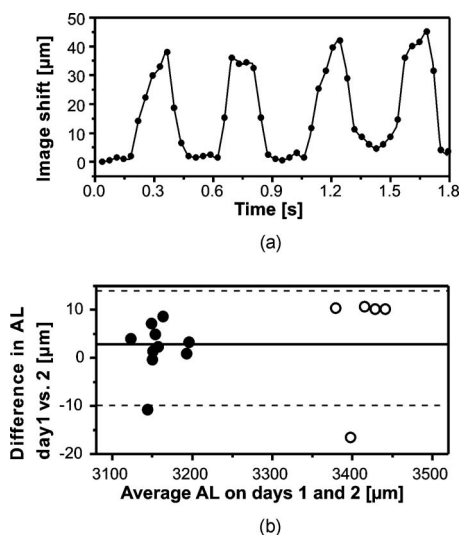 50
40
30
20
10
0
Image shift [µm]
0.0 0.3 0.6 0.9 1.2 1.5 1.8
Time [s]
(a)
10
0
-10
-20
Difference in AL
day1 vs. 2 [µm]
3100 3200 3300 3400 3500
Average AL on days 1 and 2 [µm]
(b)